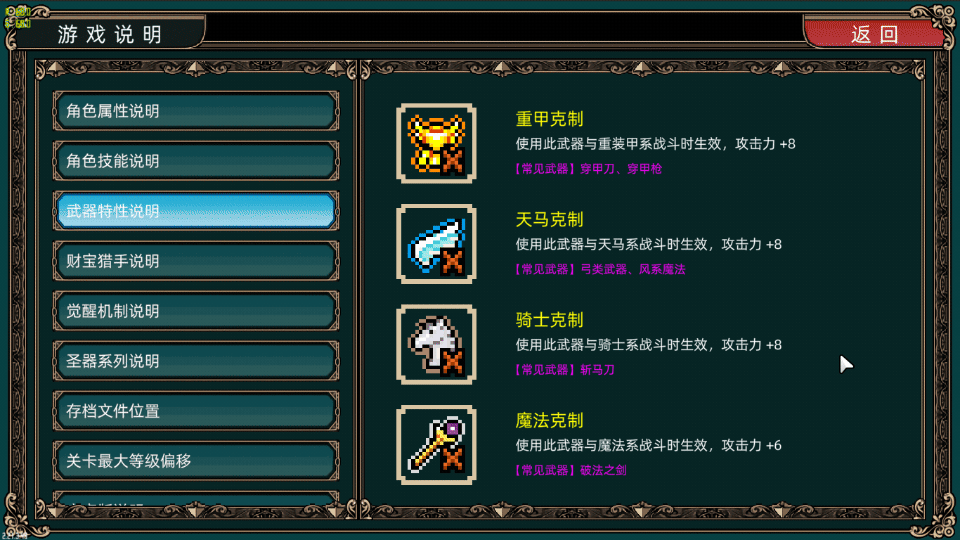 游戏说明
返回
角色属性说明
角色技能说明
武器特性说明
财宝猎手说明
觉醒机制说明
圣器系列说明
存档文件位置
关卡最大等级偏移
重甲克制
使用此武器与重装甲系战斗时生效，攻击力 +8
【常见武器】穿甲刀、穿甲枪
天马克制
使用此武器与天马系战斗时生效，攻击力 +8
【常见武器】弓类武器、风系魔法
骑士克制
使用此武器与骑士系战斗时生效，攻击力 +8
【常见武器】斩马刀
魔法克制
使用此武器与魔法系战斗时生效，攻击力 +6
【常见武器】破法之剑